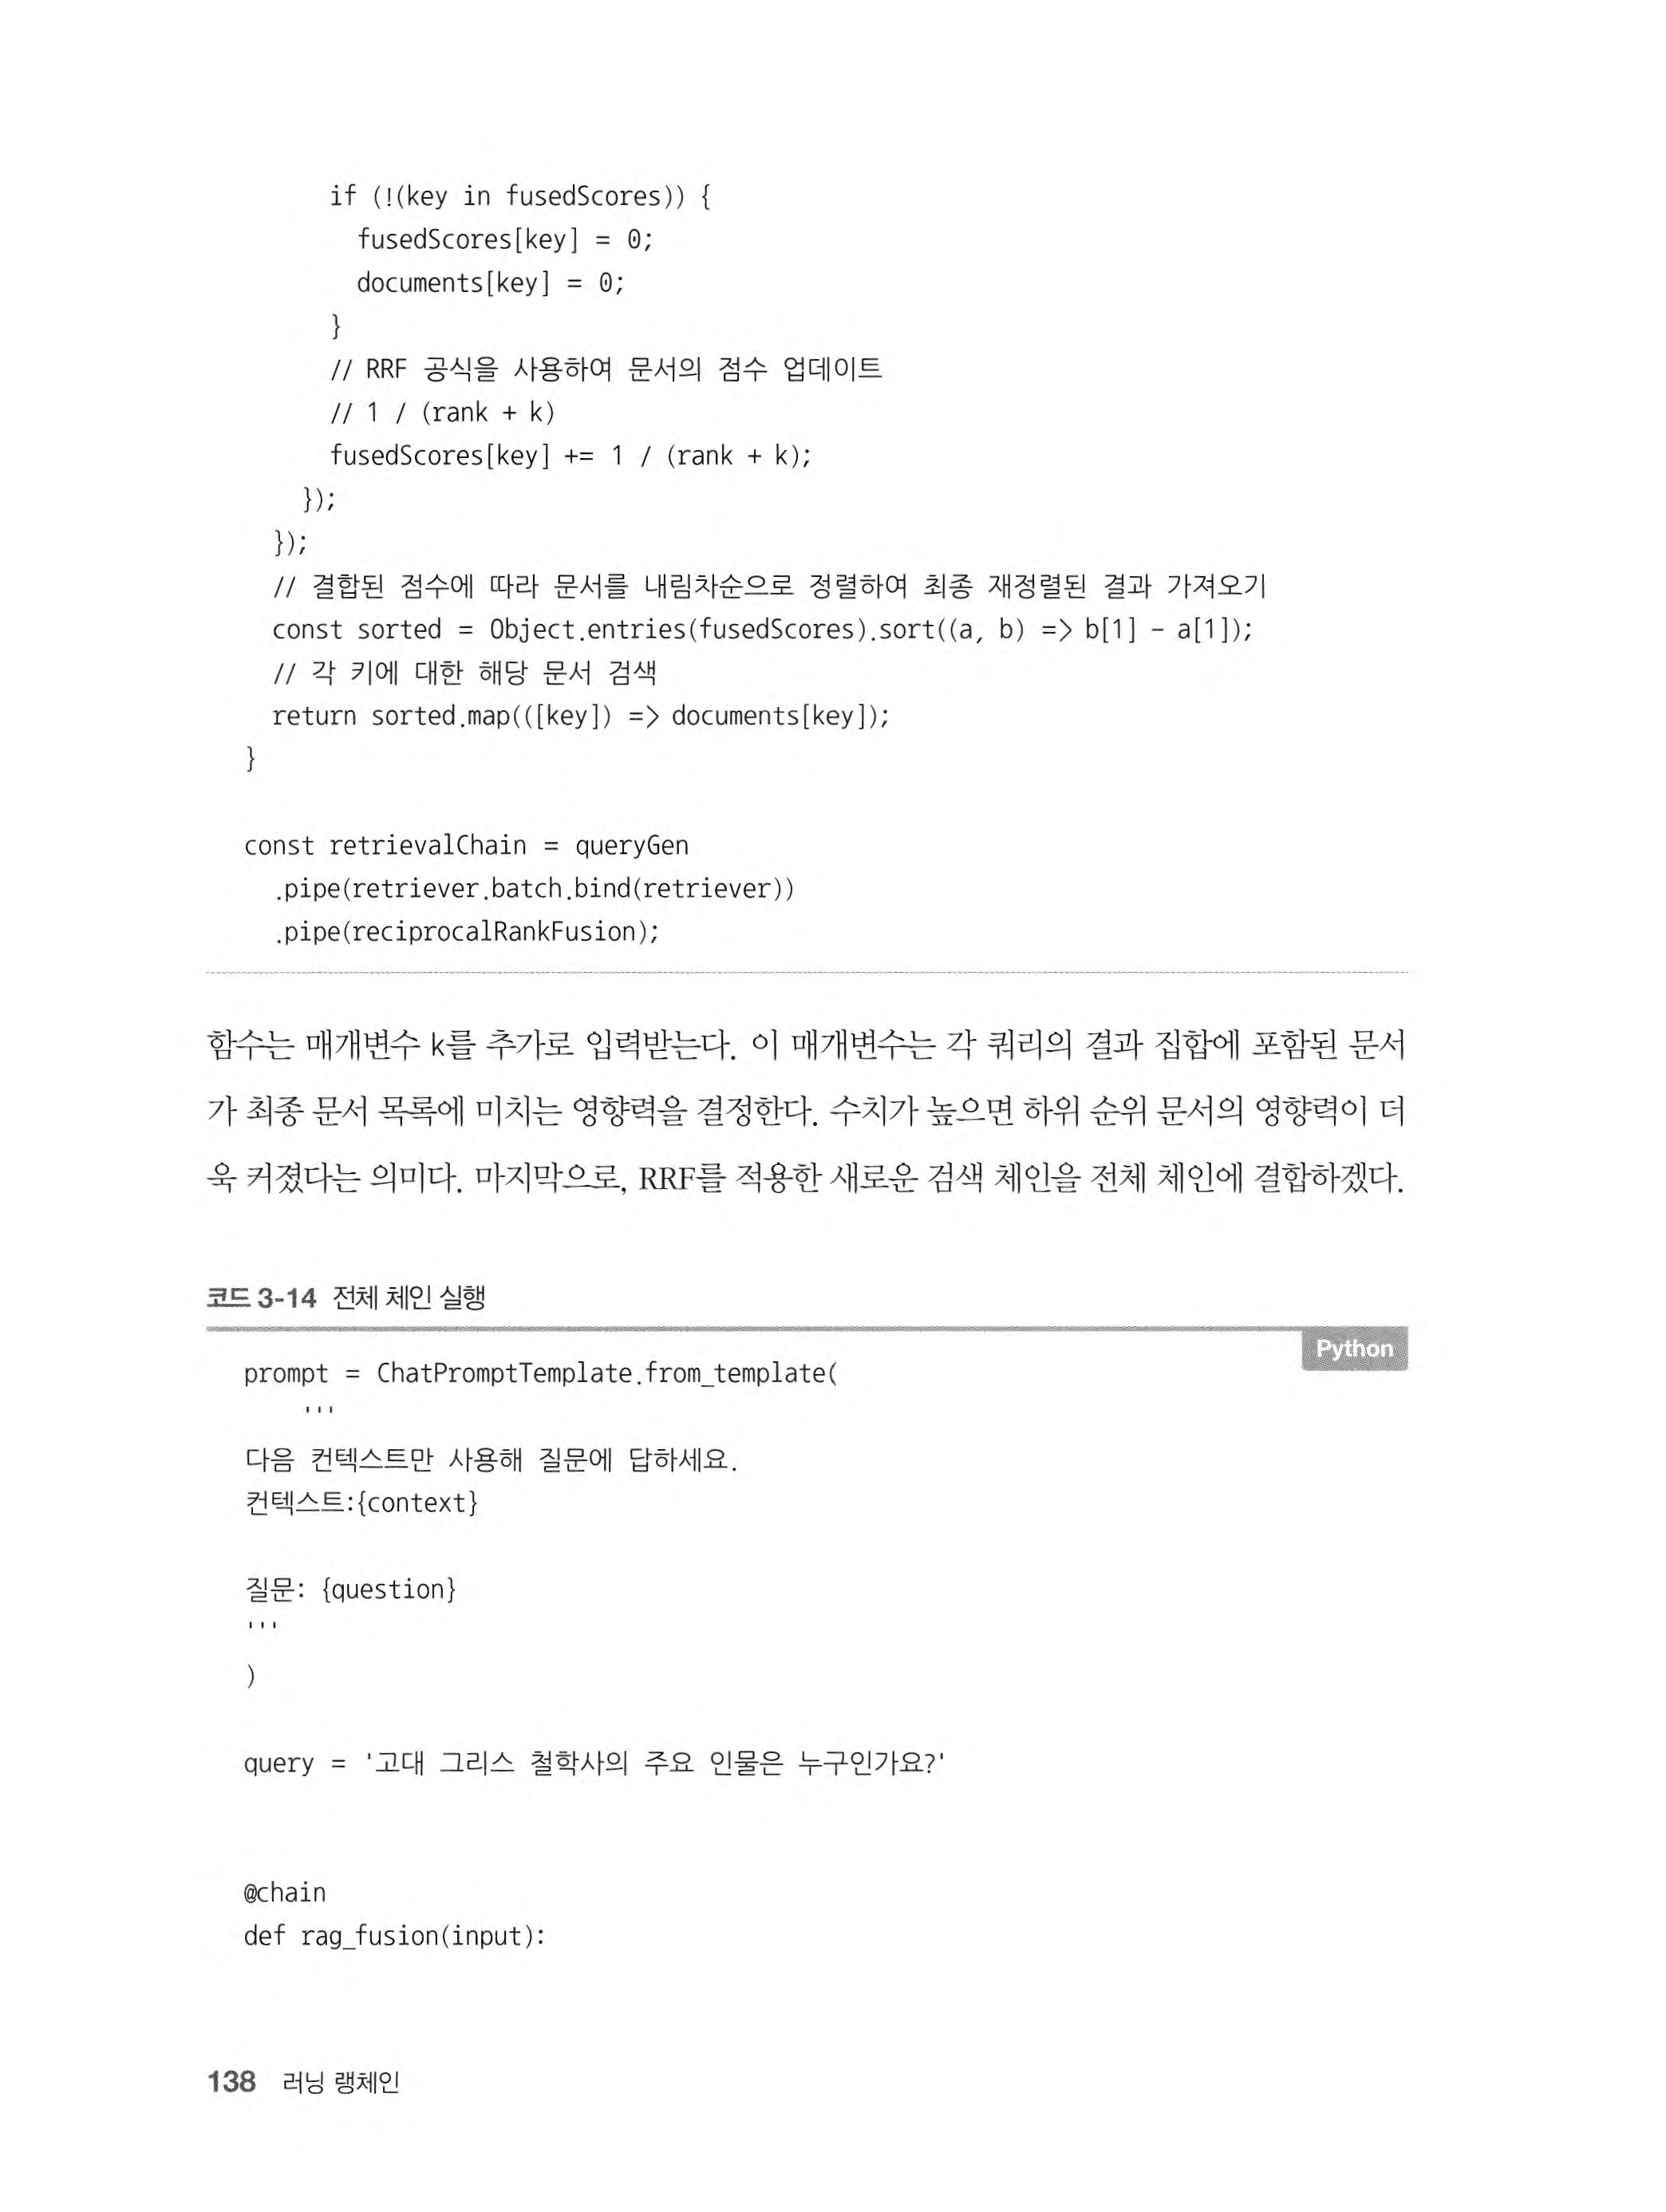 if (!(key in fusedScores)) {
fusedScores[key] = 0;
documents[key] = 0;
}
// RRF 공식을 사용하여 문서의 점수 업데이트
// 1 / (rank + k)
fusedScores[key] += 1 / (rank + k);
});
});
// 결합된 점수에 따라 문서를 내림차순으로 정렬하여 최종 재정렬된 결과 가져오기
const sorted = Object.entries(fusedScores).sort((a, b) => b[1] - a[1]);
// 각 키에 대한 해당 문서 검색
return sorted.map(([key]) => documents[key]);
}
const retrievalChain = queryGen
.pipe(retriever.batch.bind(retriever))
.pipe(reciprocalRankFusion);
함수는 매개변수 k를 추가로 입력받는다. 이 매개변수는 각 쿼리의 결과 집합에 포함된 문서
가 최종 문서 목록에 미치는 영향력을 결정한다. 수치가 높으면 하위 순위 문서의 영향력이 더
욱 커졌다는 의미다. 마지막으로, RRF를 적용한 새로운 검색 체인을 전체 체인에 결합하겠다.
코드 3-14 전체 체인 실행
Python
prompt = ChatPromptTemplate.from_template(
'''
다음 컨텍스트만 사용해 질문에 답하세요.
컨텍스트:{context}
질문: {question}
'''
)
query = '고대 그리스 철학사의 주요 인물은 누구인가요?'
@chain
def rag_fusion(input):
138 러닝 랭체인